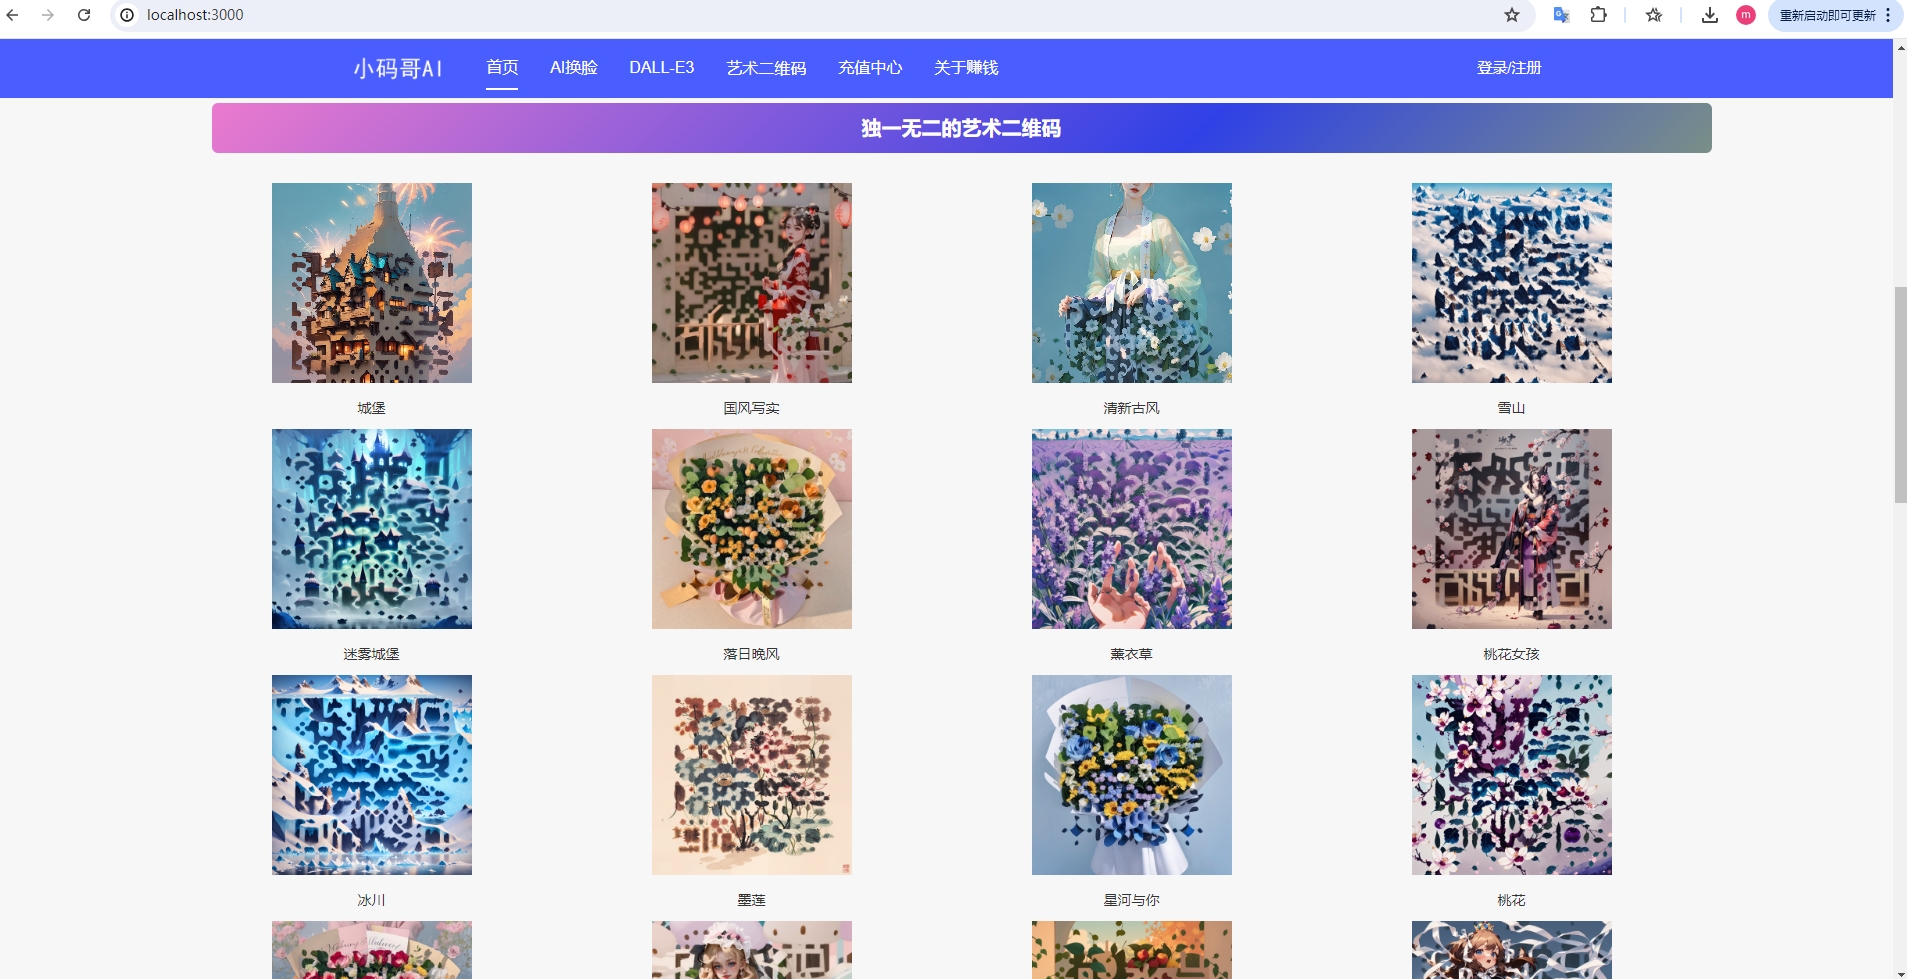 localhost:3000
重新启动即可更新
小码哥AI
首页
AI换脸
DALL-E3
艺术二维码
充值中心
关于赚钱
登录/注册
独一无二的艺术二维码
城堡
国风写实
清新古风
雪山
迷雾城堡
落日晚风
薰衣草
桃花女孩
冰川
墨莲
星河与你
桃花